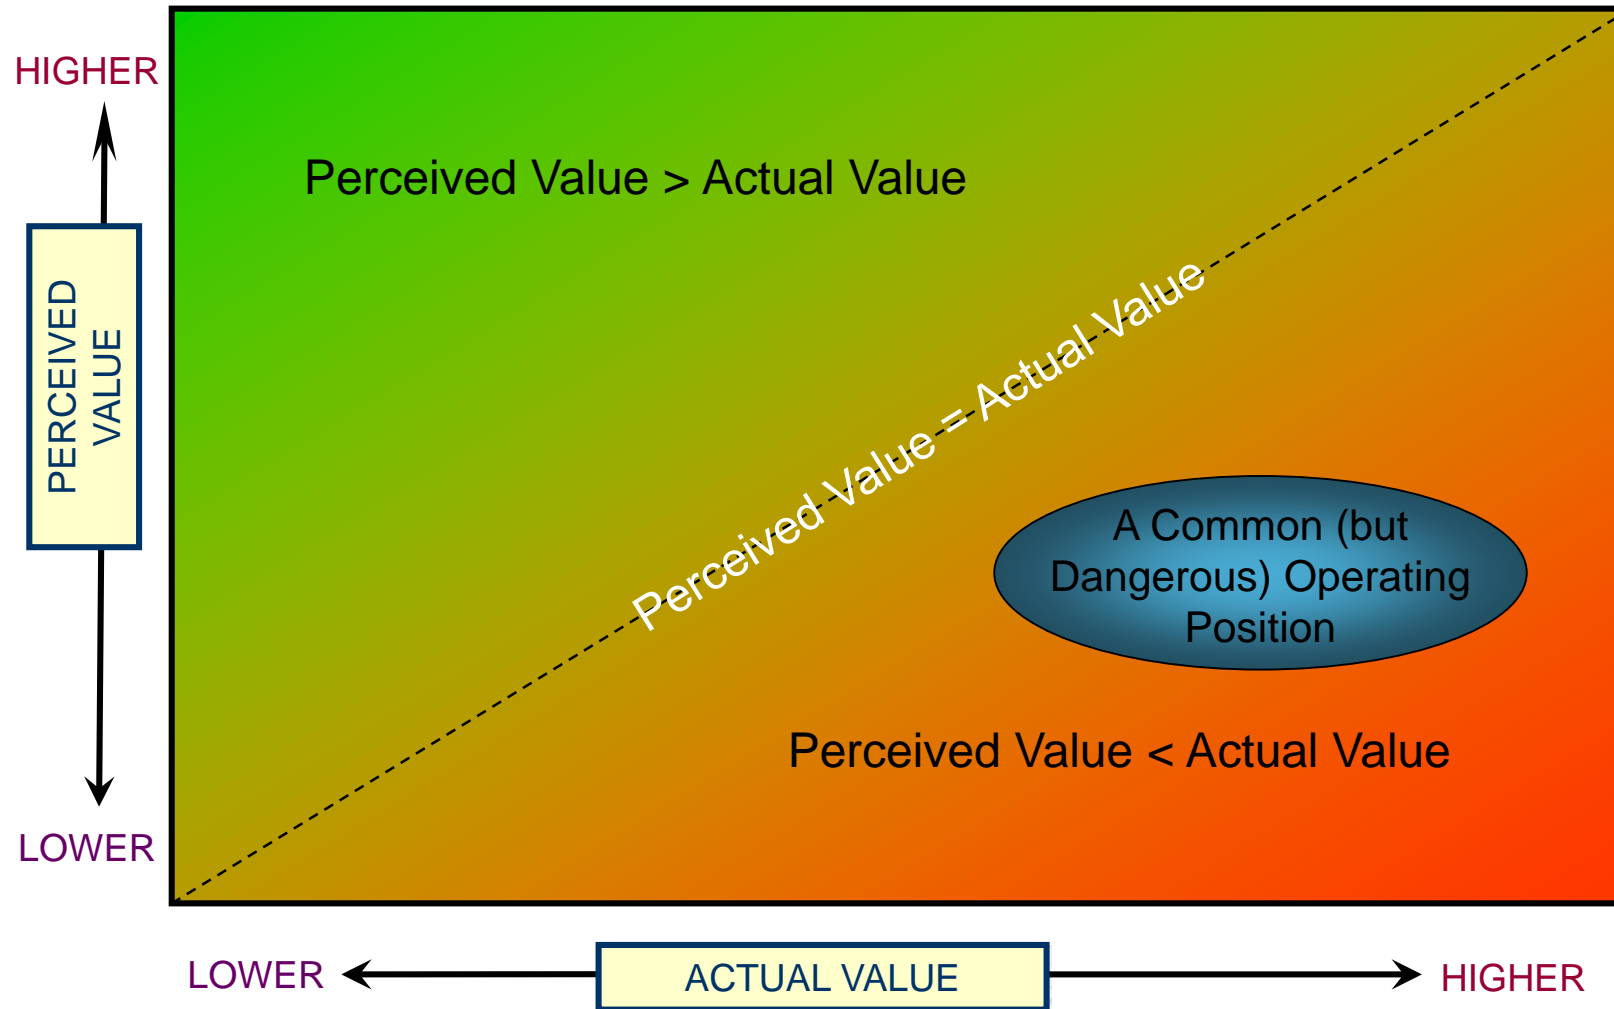 HIGHER
Perceived Value > Actual Value
PERCEIVED
VALUE
Perceived Value = Actual Value
A Common (but
Dangerous) Operating
Position
Perceived Value < Actual Value
LOWER
LOWER
ACTUAL VALUE
HIGHER